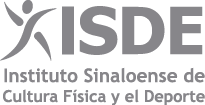 ISDE
Instituto Sinaloense de
Cultura Física y el Deporte